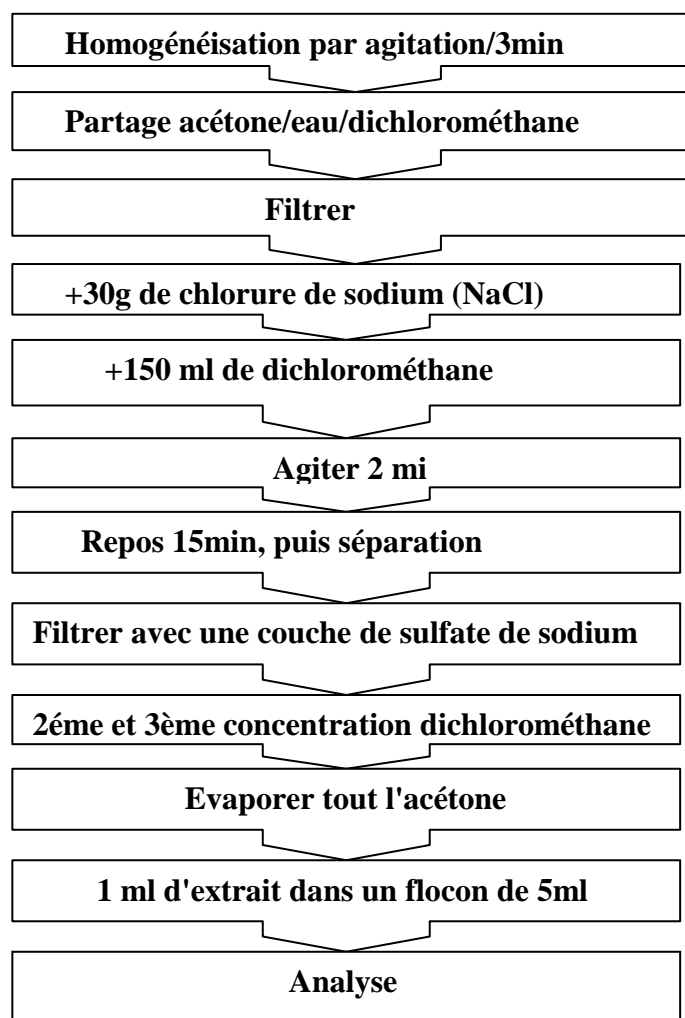 Homogénéisation par agitation/3min
Partage acétone/eau/dichlorométhane
Filtrer
+30g de chlorure de sodium (NaCl)
+150 ml de dichlorométhane
Agiter 2 mi
Repos 15min, puis séparation
Filtrer avec une couche de sulfate de sodium
2éme et 3ème concentration dichlorométhane
Evaporer tout l'acétone
1 ml d'extrait dans un flocon de 5ml
Analyse